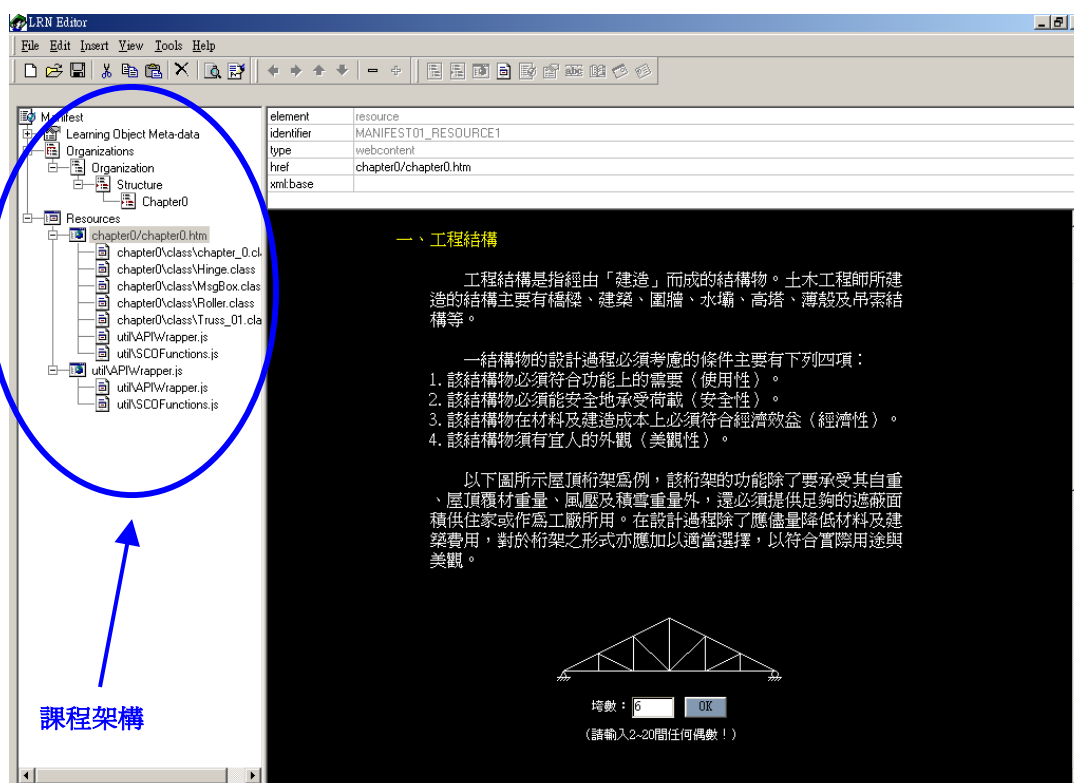 LRN Editor
File Edit Insert View Tools Help
Manifest
Learning Object Meta-data
Organizations
Organization
Structure
Chapter0
Resources
chapter0/chapter0.htm
chapter0\class\chapter_0.cl
chapter0\class\Hinge.class
chapter0\class\MsgBox.clas
chapter0\class\Roller.class
chapter0\class\Truss_01.cla
util\APIWrapper.js
util\SCOFunctions.js
util\APIWrapper.js
util\APIWrapper.js
util\SCOFunctions.js
課程架構
element resource
identifier MANIFEST01_RESOURCE1
type webcontent
href chapter0/chapter0.htm
xml:base
一、工程結構
工程結構是指經由「建造」而成的結構物。土木工程師所建
造的結構主要有橋樑、建築、圍牆、水壩、高塔、薄殼及吊索結
構等。
一結構物的設計過程必須考慮的條件主要有下列四項：
1.該結構物必須符合功能上的需要（使用性）。
2.該結構物必須能安全地承受荷載（安全性）。
3.該結構物在材料及建造成本上必須符合經濟效益（經濟性）。
4.該結構物須有宜人的外觀（美觀性）。
以下圖所示屋頂桁架為例，該桁架的功能除了要承受其自重
、屋頂覆材重量、風壓及積雪重量外，還必須提供足夠的遮蔽面
積供住家或作為工廠所用。在設計過程除了應儘量降低材料及建
築費用，對於桁架之形式亦應加以適當選擇，以符合實際用途與
美觀。
垮數：6 OK
(請輸入2~20間任何偶數！)